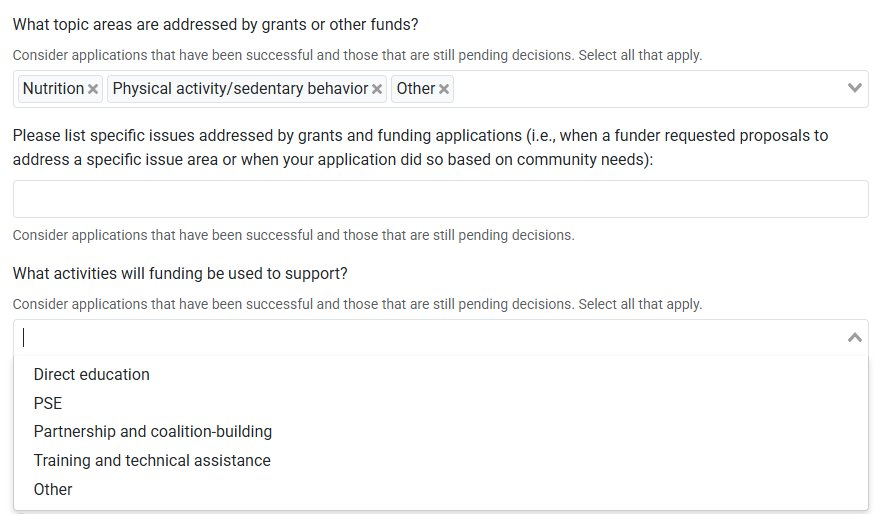 What topic areas are addressed by grants or other funds?
Consider applications that have been successful and those that are still pending decisions. Select all that apply.
Nutrition × Physical activity/sedentary behavior × Other ×
Please list specific issues addressed by grants and funding applications (i.e., when a funder requested proposals to
address a specific issue area or when your application did so based on community needs):
Consider applications that have been successful and those that are still pending decisions.
What activities will funding be used to support?
Consider applications that have been successful and those that are still pending decisions. Select all that apply.
Direct education
PSE
Partnership and coalition-building
Training and technical assistance
Other